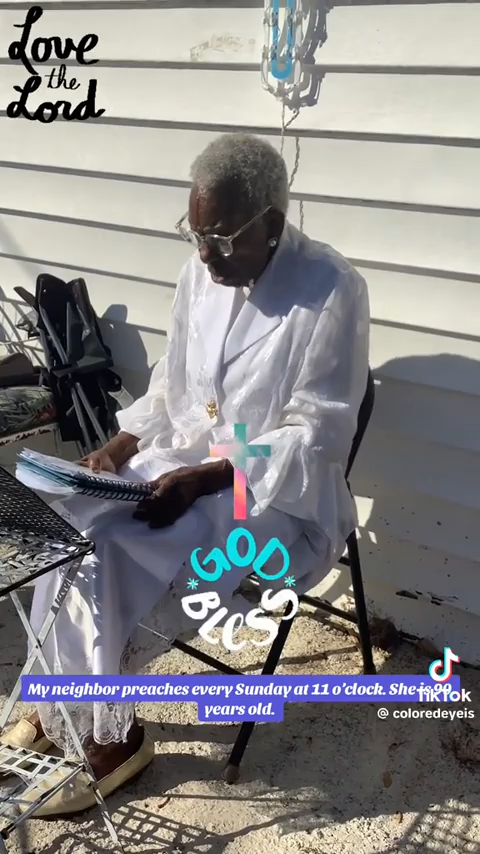 Love
the
Lord
GOD
BLESS
My neighbor preaches every Sunday at 11 o'clock. She is 99
years old.
TikTok
@ coloredeyeis